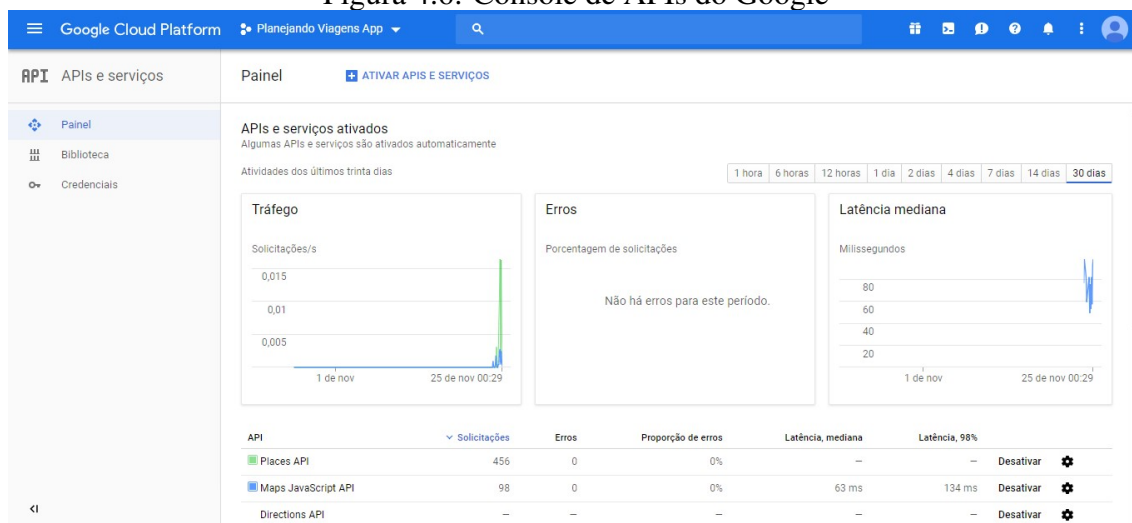 Figura 4.6: Console de APIs do Google
Google Cloud Platform Planejando Viagens App
API APIs e serviços Painel ATIVAR APIS E SERVIÇOS
Painel
Biblioteca
Credenciais
APIs e serviços ativados
Algumas APIs e serviços são ativados automaticamente
Atividades dos últimos trinta dias 1 hora 6 horas 12 horas 1 dia 2 dias 4 dias 7 dias 14 dias 30 dias
Tráfego
Solicitações/s
0,015
0,01
0,005
1 de nov 25 de nov 00:29
Erros
Porcentagem de solicitações
Não há erros para este período.
Latência mediana
Milissegundos
80
60
40
20
1 de nov 25 de nov 00:29
API Solicitações Erros Proporção de erros Latência, mediana Latência, 98%
Places API 456 0 0% – – Desativar
Maps JavaScript API 98 0 0% 63 ms 134 ms Desativar
Directions API – – – – – Desativar